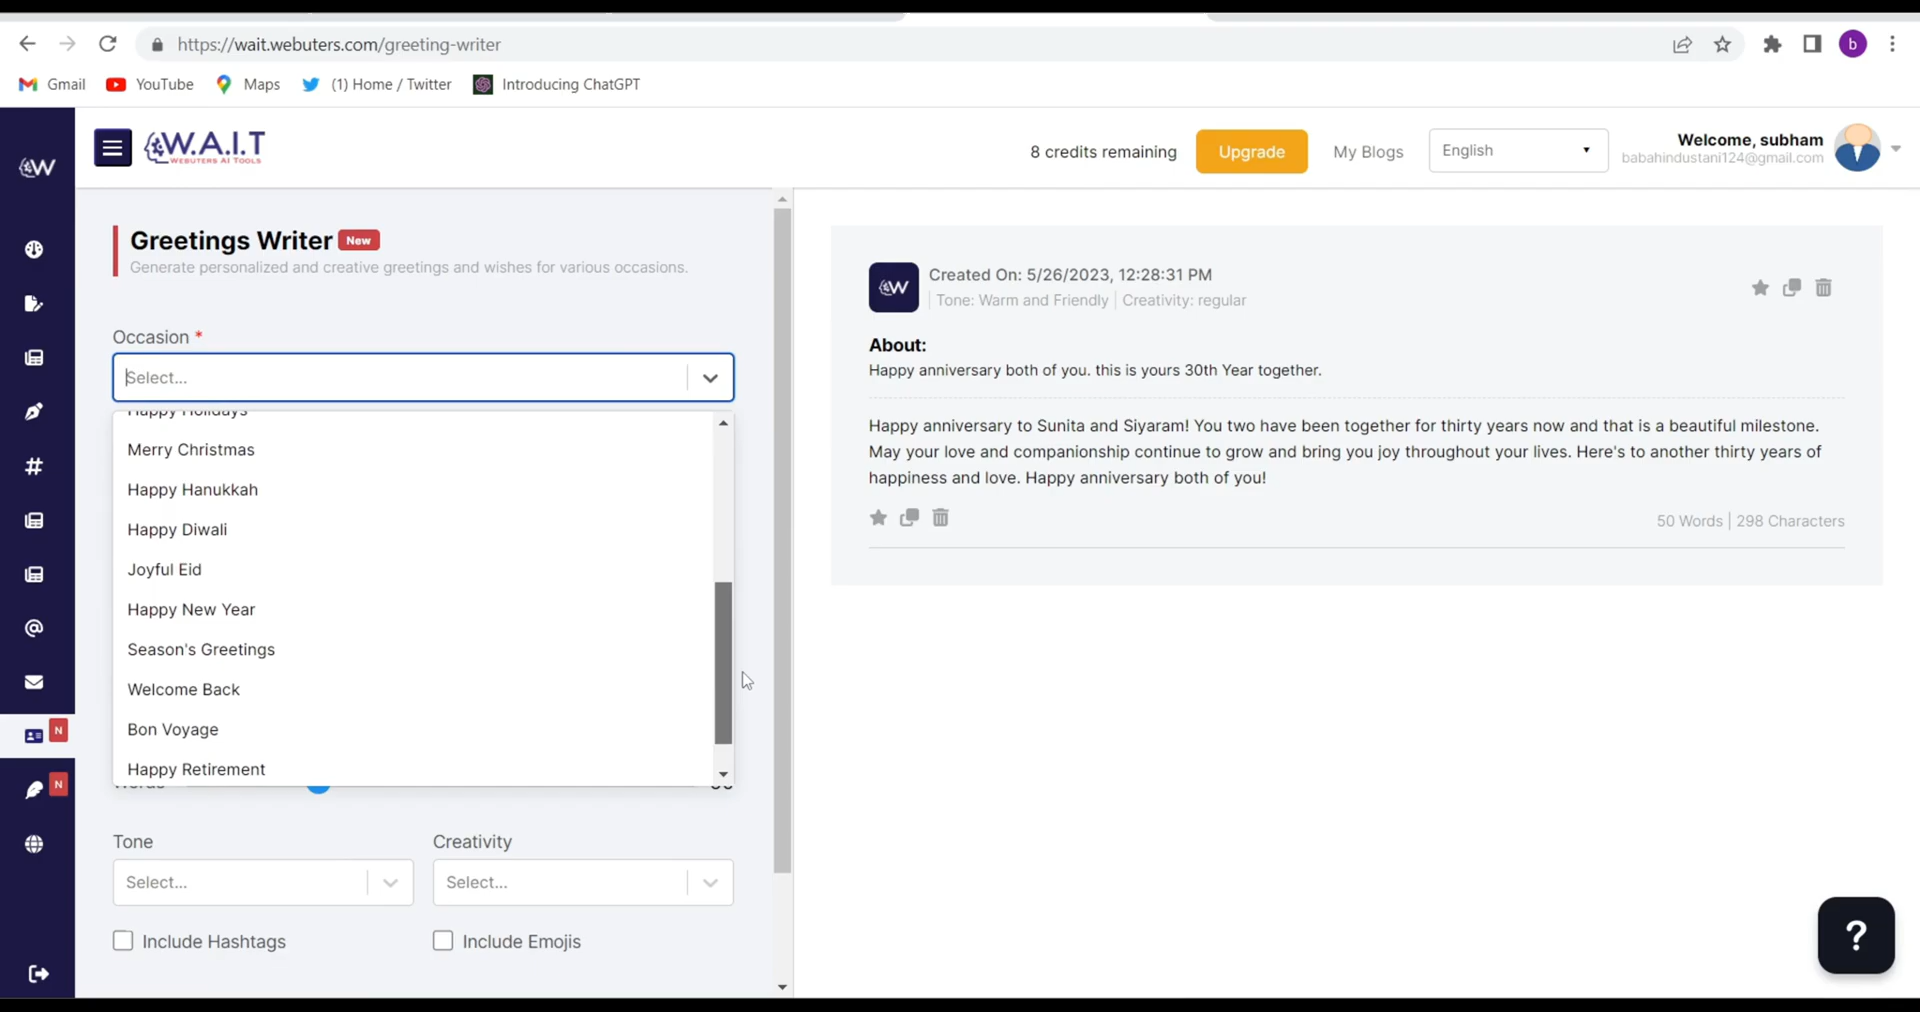 https://wait.webuters.com/greeting-writer
b
Gmail
YouTube
Maps
(1) Home / Twitter
Introducing ChatGPT
W
W.A.I.T
WEBUTERS AI TOOLS
8 credits remaining
Upgrade
My Blogs
English
Welcome, subham
babahindustani124@gmail.com
Greetings Writer New
Generate personalized and creative greetings and wishes for various occasions.
Occasion *
Select...
Happy Holidays
Merry Christmas
Happy Hanukkah
Happy Diwali
Joyful Eid
Happy New Year
Season's Greetings
Welcome Back
Bon Voyage
Happy Retirement
N
N
Tone
Creativity
Select...
Select...
Include Hashtags
Include Emojis
W
Created On: 5/26/2023, 12:28:31 PM
Tone: Warm and Friendly | Creativity: regular
About:
Happy anniversary both of you. this is yours 30th Year together.
Happy anniversary to Sunita and Siyaram! You two have been together for thirty years now and that is a beautiful milestone.
May your love and companionship continue to grow and bring you joy throughout your lives. Here's to another thirty years of
happiness and love. Happy anniversary both of you!
50 Words | 298 Characters
?